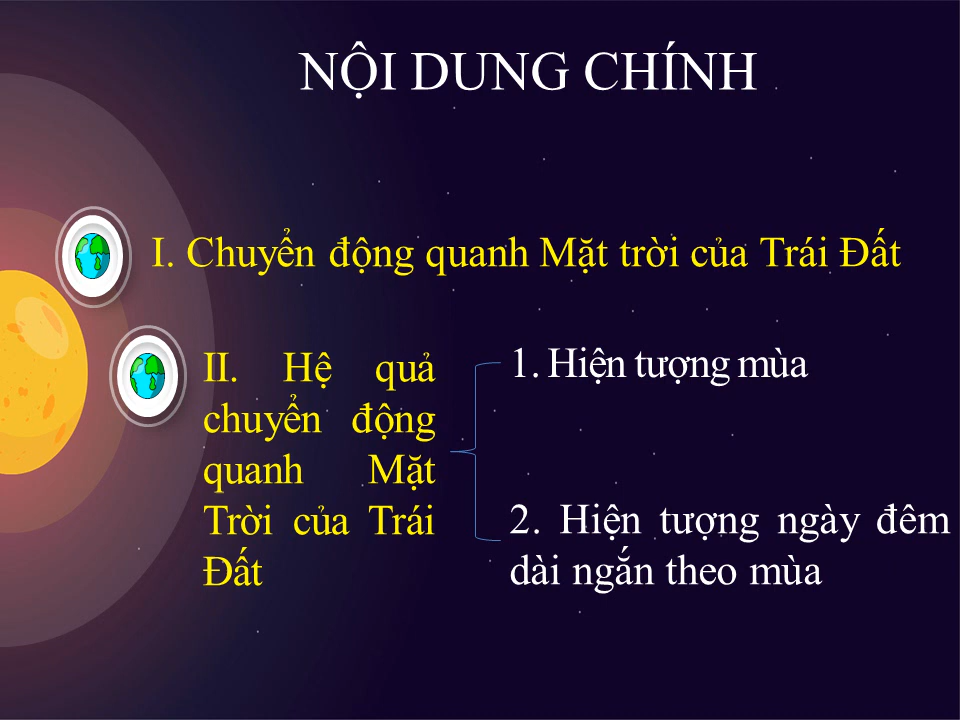 NỘI DUNG CHÍNH
I. Chuyển động quanh Mặt trời của Trái Đất
II. Hệ quả
chuyển động
quanh Mặt
Trời của Trái
Đất
1. Hiện tượng mùa
2. Hiện tượng ngày đêm
dài ngắn theo mùa